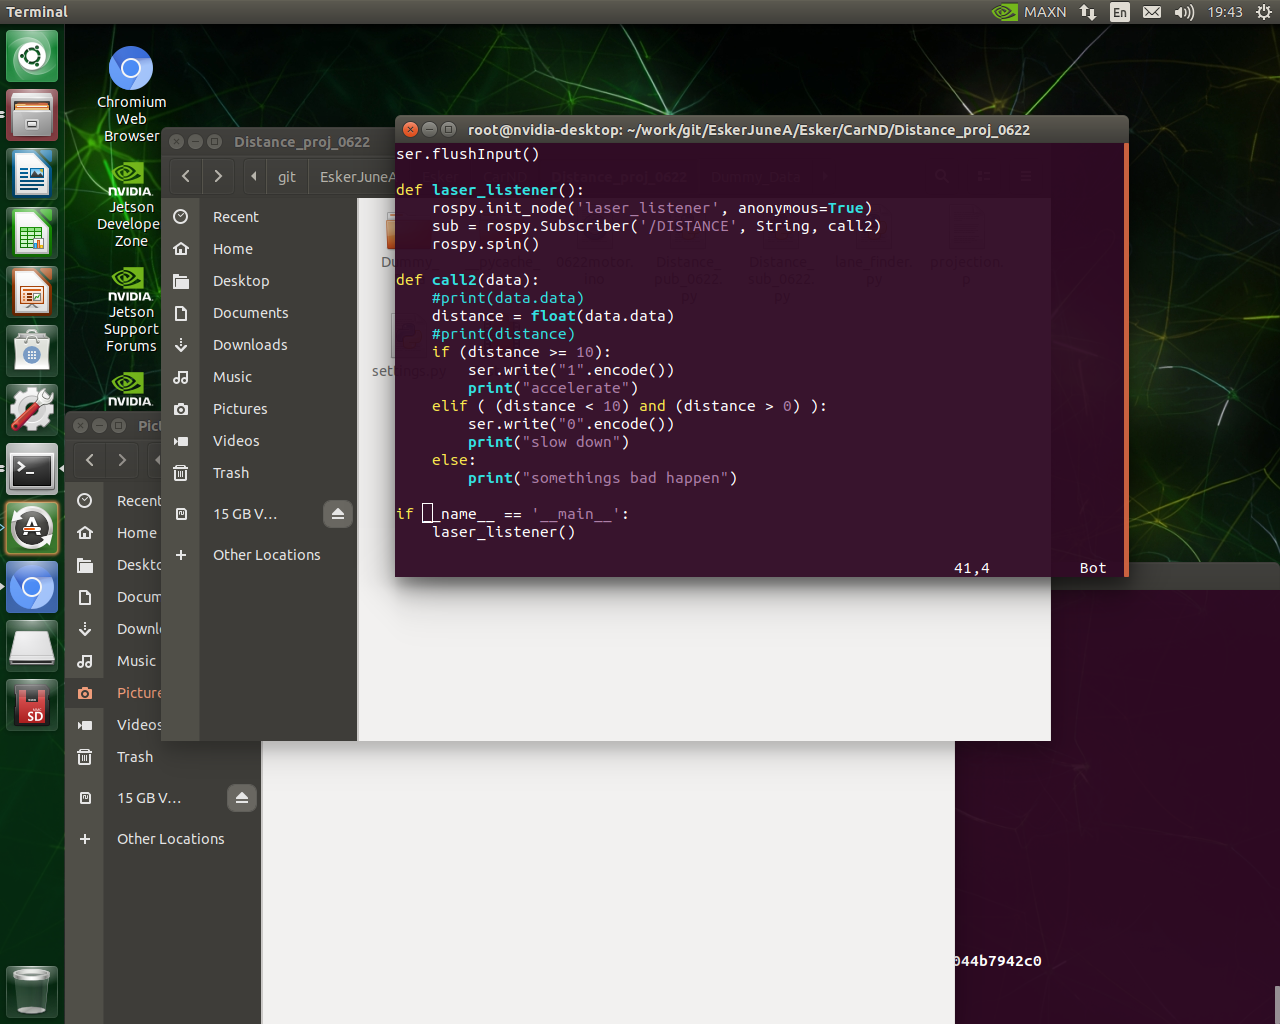 Terminal
MAXN
En
19:43
Chromium
Web
Browser
NVIDIA.
Jetson
Develope
Zone
NVIDIA.
Jetson
Support
Forums
NVIDIA.
Distance_proj_0622
git
EskerJuneA
Recent
Home
Desktop
Documents
Downloads
Music
Pictures
Videos
Trash
15 GB V…
Other Locations
root@nvidia-desktop: ~/work/git/EskerJuneA/Esker/CarND/Distance_proj_0622
ser.flushInput()
def laser_listener():
    rospy.init_node('laser_listener', anonymous=True)
    sub = rospy.Subscriber('/DISTANCE', String, call2)
    rospy.spin()
def call2(data):
    #print(data.data)
    distance = float(data.data)
    #print(distance)
    if (distance >= 10):
        ser.write("1".encode())
        print("accelerate")
    elif ( (distance < 10) and (distance > 0) ):
        ser.write("0".encode())
        print("slow down")
    else:
        print("somethings bad happen")
if __name__ == '__main__':
    laser_listener()
41,4
Bot
Pic
Recent
Home
Deskto
Docum
Downl
Music
Picture
Videos
Trash
15 GB V…
Other Locations
SD
044b7942c0